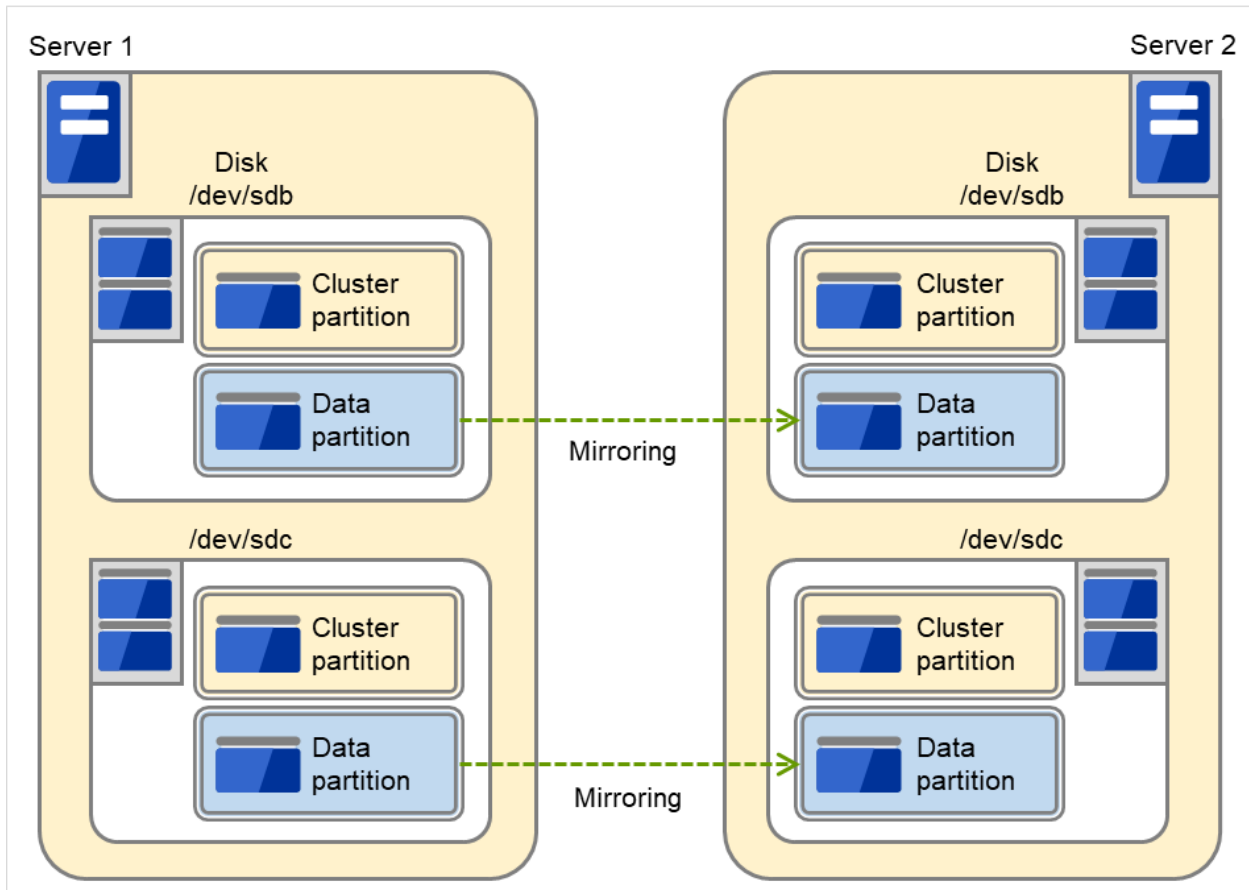 Server 1
Server 2
Disk
/dev/sdb
Disk
/dev/sdb
Cluster
partition
Cluster
partition
Data
partition
Data
partition
Mirroring
/dev/sdc
/dev/sdc
Cluster
partition
Cluster
partition
Data
partition
Data
partition
Mirroring